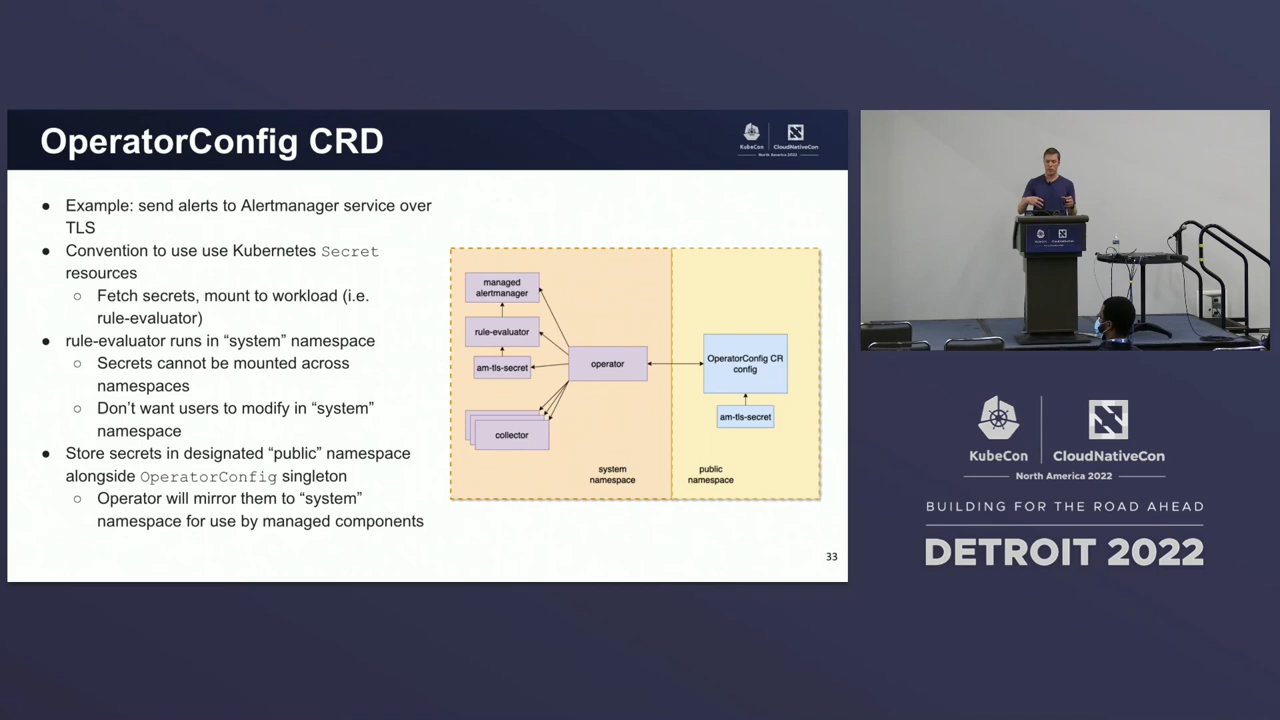 OperatorConfig CRD
KubeCon
CloudNativeCon
North America 2022
● Example: send alerts to Alertmanager service over
TLS
● Convention to use use Kubernetes Secret
resources
○ Fetch secrets, mount to workload (i.e.
rule-evaluator)
● rule-evaluator runs in “system” namespace
○ Secrets cannot be mounted across
namespaces
○ Don’t want users to modify in “system”
namespace
● Store secrets in designated “public” namespace
alongside OperatorConfig singleton
○ Operator will mirror them to “system”
namespace for use by managed components
managed
alertmanager
rule-evaluator
am-tls-secret
operator
collector
system
namespace
OperatorConfig CR
config
am-tls-secret
public
namespace
33
KubeCon
CloudNativeCon
North America 2022
BUILDING FOR THE ROAD AHEAD
DETROIT 2022